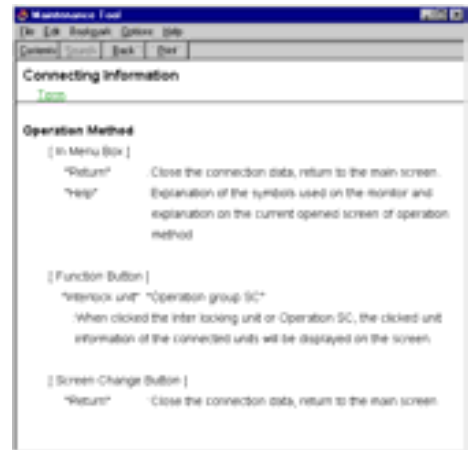 Maintenance Tool
File Edit Bookmark Options Help
Contents Search Back Print
Connecting Information
Term
Operation Method
[ In Menu Box ]
"Return" : Close the connection data, return to the main screen.
"Help" : Explanation of the symbols used on the monitor and
explanation on the current opened screen of operation
method
[ Function Button ]
"Interlock unit" "Operation group SC"
:When clicked the inter locking unit or Operation SC, the clicked unit
information of the connected units will be displayed on the screen.
[ Screen Change Button ]
"Return" : Close the connection data, return to the main screen